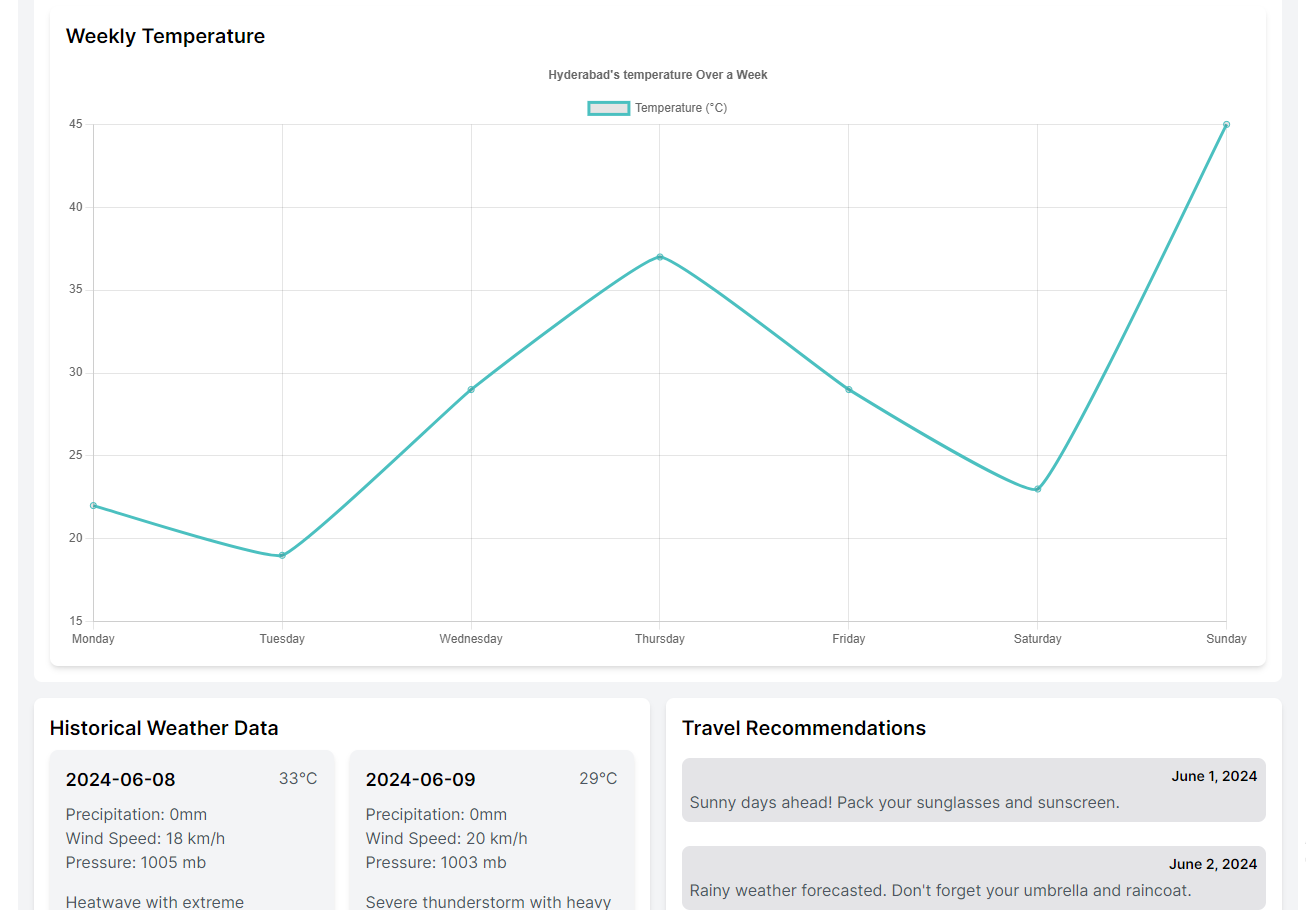 Weekly Temperature
Hyderabad's temperature Over a Week
Temperature (°C)
45
40
35
30
25
20
15
Monday Tuesday Wednesday Thursday Friday Saturday Sunday
Historical Weather Data
2024-06-08 33°C
Precipitation: 0mm
Wind Speed: 18 km/h
Pressure: 1005 mb
Heatwave with extreme
2024-06-09 29°C
Precipitation: 0mm
Wind Speed: 20 km/h
Pressure: 1003 mb
Severe thunderstorm with heavy
Travel Recommendations
June 1, 2024
Sunny days ahead! Pack your sunglasses and sunscreen.
June 2, 2024
Rainy weather forecasted. Don't forget your umbrella and raincoat.